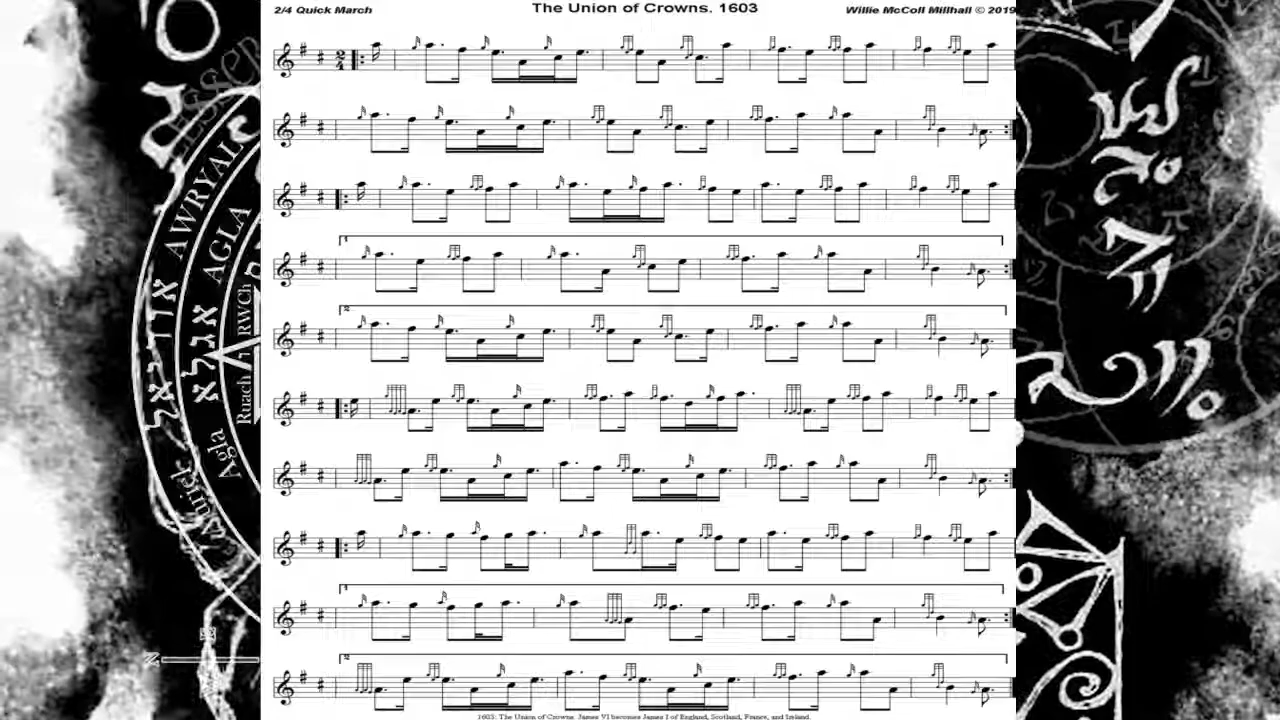 2/4 Quick March
The Union of Crowns. 1603
Willie McColl Millhall © 2019
AWRYAL
AGLA
אגלא
Agla
Ruach
RWCh
1603: The Union of Crowns. James VI becomes James I of England, Scotland, France, and Ireland.